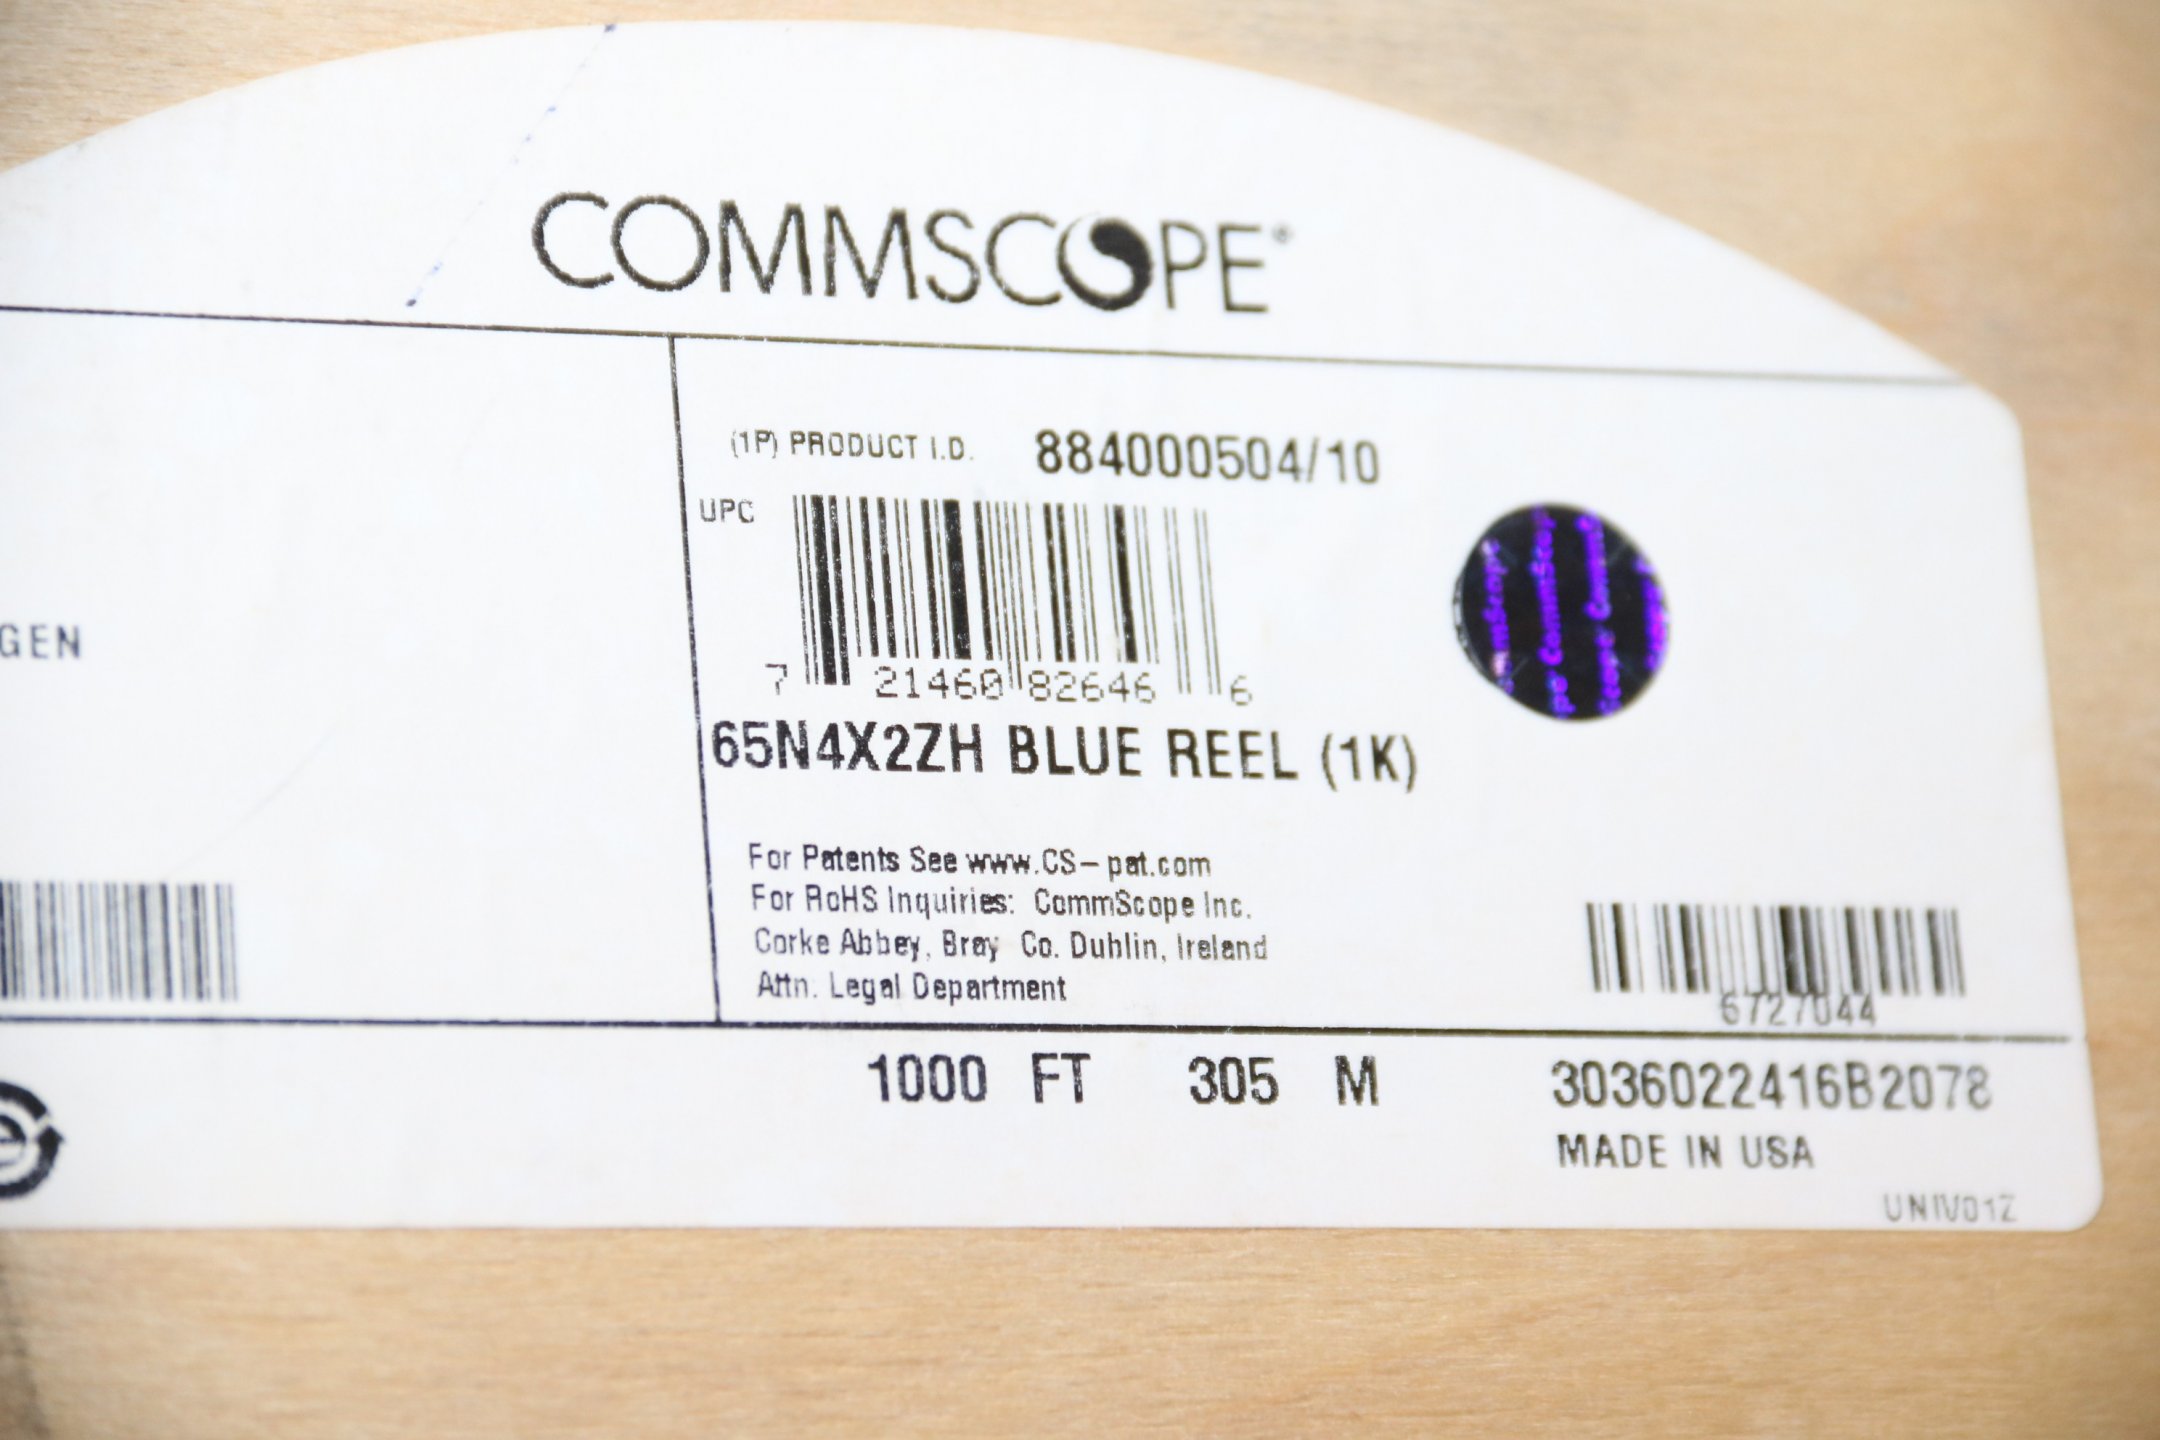 COMMSCOPE®
(1P) PRODUCT I.D. 884000504/10
UPC
7 21460 82646 6
GEN
65N4X2ZH BLUE REEL (1K)
For Patents See www.CS-pat.com
For RoHS Inquiries: CommScope Inc.
Corke Abbey, Bray Co. Dublin, Ireland
Attn: Legal Department
6727044
1000 FT 305 M 3036022416B2078
MADE IN USA
UNIV01Z